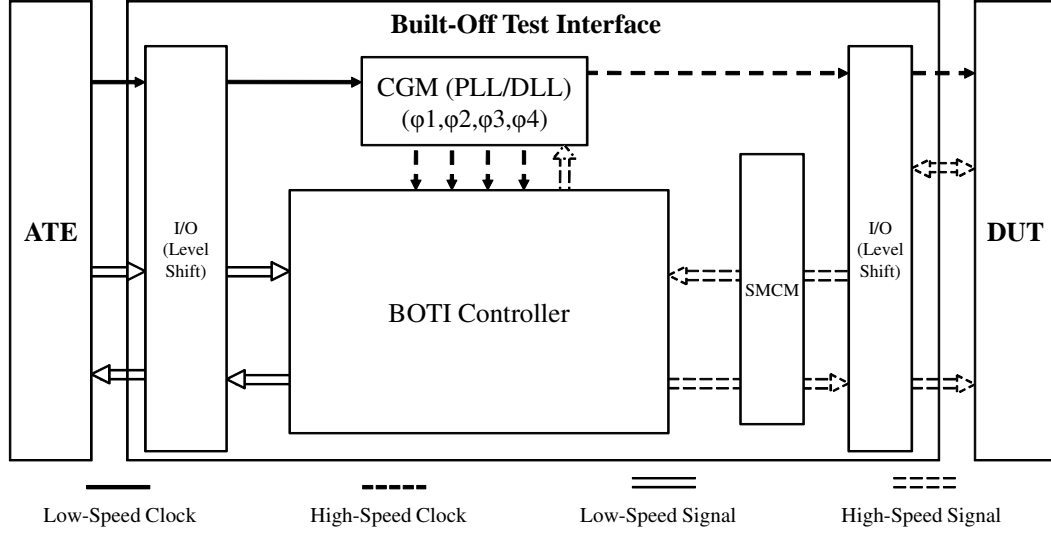 Built-Off Test Interface
CGM (PLL/DLL)
(φ1,φ2,φ3,φ4)
ATE
I/O
(Level
Shift)
BOTI Controller
SMCM
I/O
(Level
Shift)
DUT
Low-Speed Clock
High-Speed Clock
Low-Speed Signal
High-Speed Signal